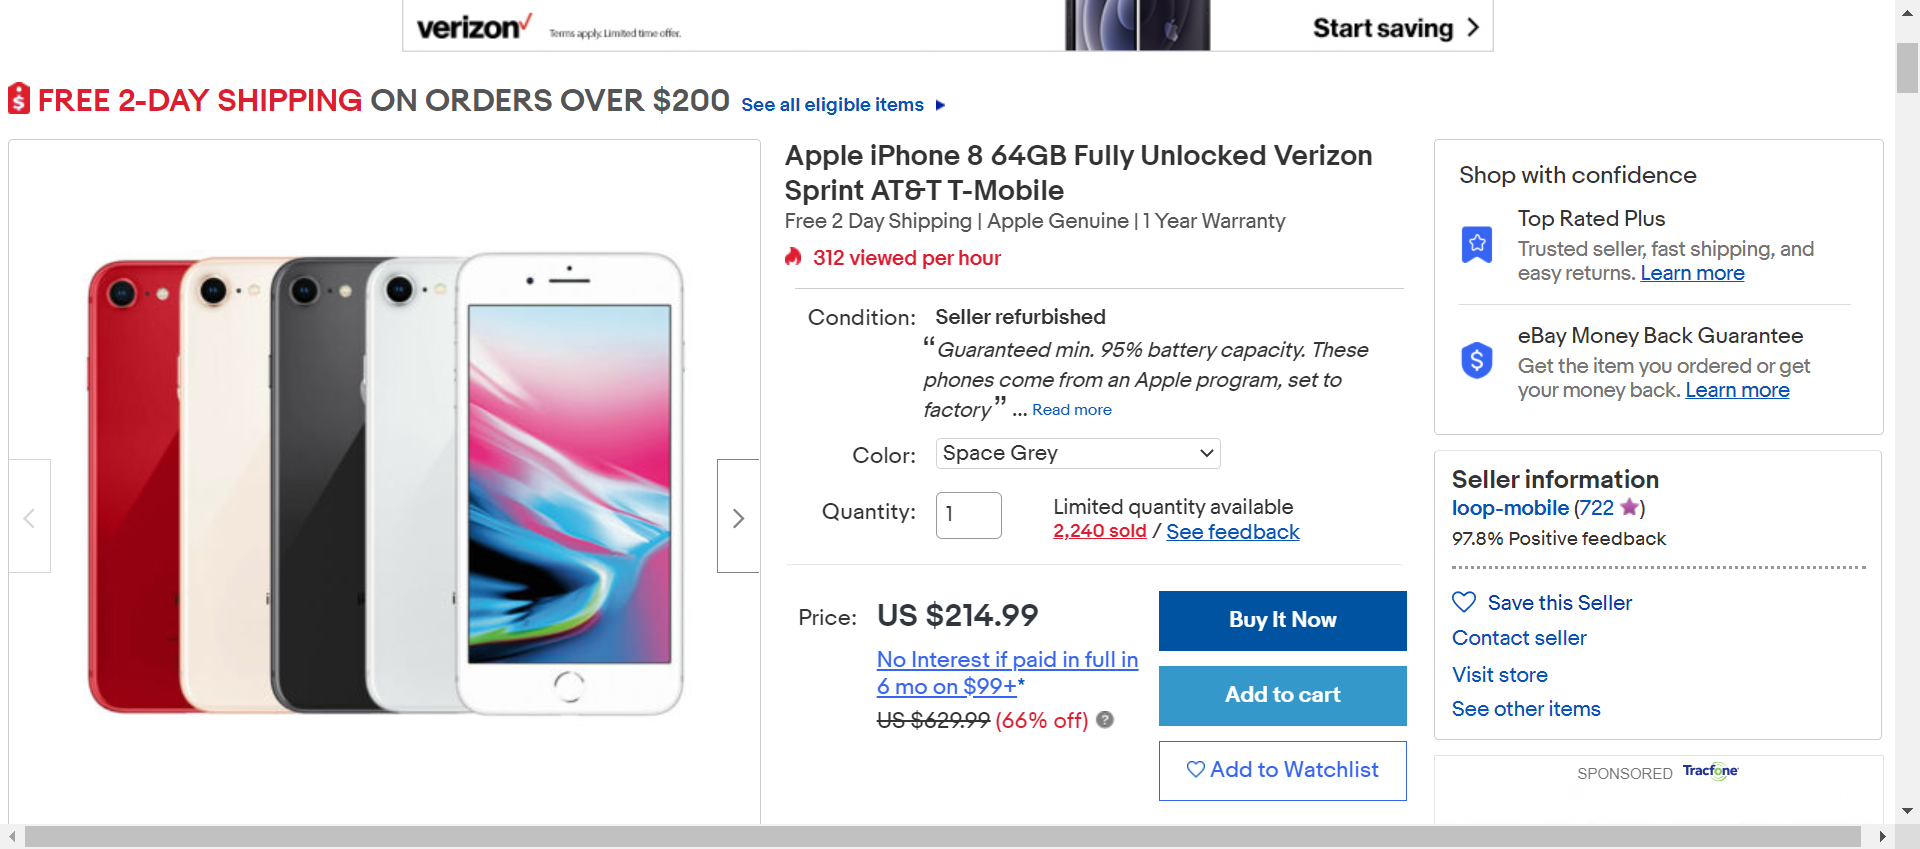 verizon✓ Terms apply. Limited time offer. Start saving
FREE 2-DAY SHIPPING ON ORDERS OVER $200 See all eligible items
Apple iPhone 8 64GB Fully Unlocked Verizon
Sprint AT&T T-Mobile
Free 2 Day Shipping | Apple Genuine | 1 Year Warranty
312 viewed per hour
Condition: Seller refurbished
“Guaranteed min. 95% battery capacity. These
phones come from an Apple program, set to
factory” ... Read more
Color: Space Grey
Quantity: 1
Limited quantity available
2,240 sold / See feedback
Price: US $214.99
No Interest if paid in full in
6 mo on $99+*
US $629.99 (66% off)
Buy It Now
Add to cart
Add to Watchlist
Shop with confidence
Top Rated Plus
Trusted seller, fast shipping, and
easy returns. Learn more
eBay Money Back Guarantee
Get the item you ordered or get
your money back. Learn more
Seller information
loop-mobile (722)
97.8% Positive feedback
Save this Seller
Contact seller
Visit store
See other items
SPONSORED Tracfone